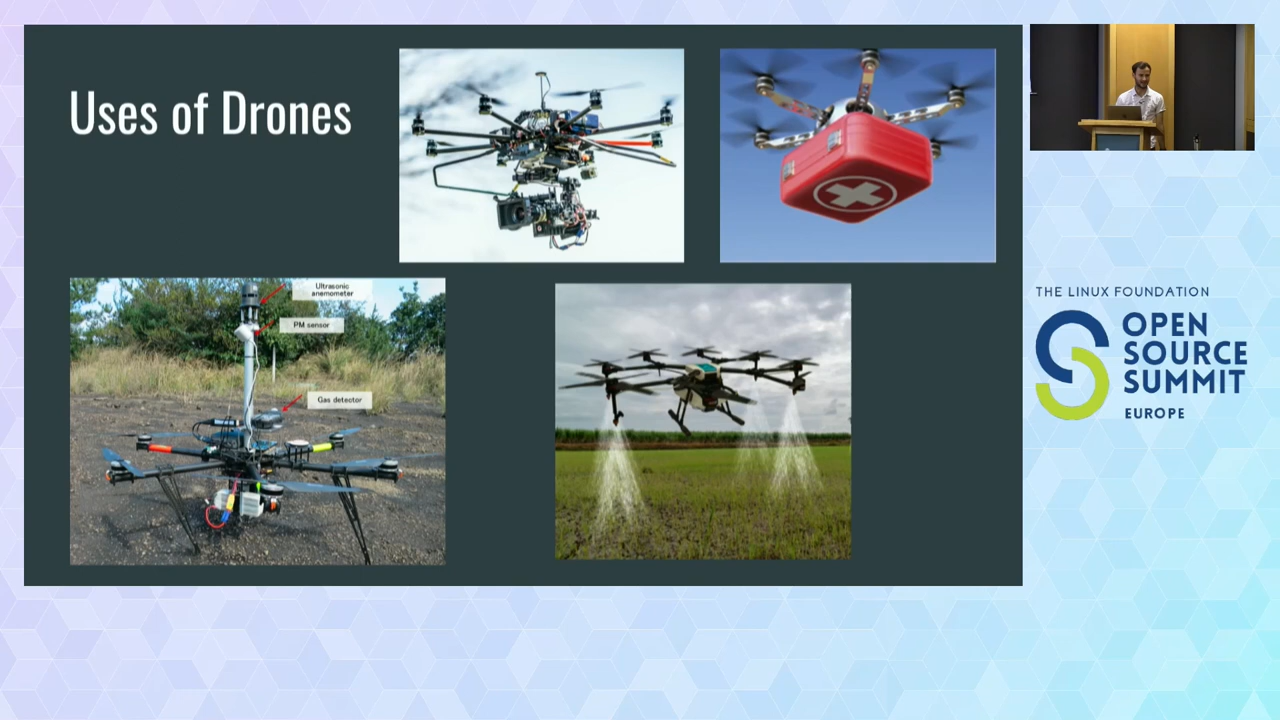 Uses of Drones
Ultrasonic
anemometer
PM sensor
Gas detector
THE LINUX FOUNDATION
OPEN
SOURCE
SUMMIT
EUROPE